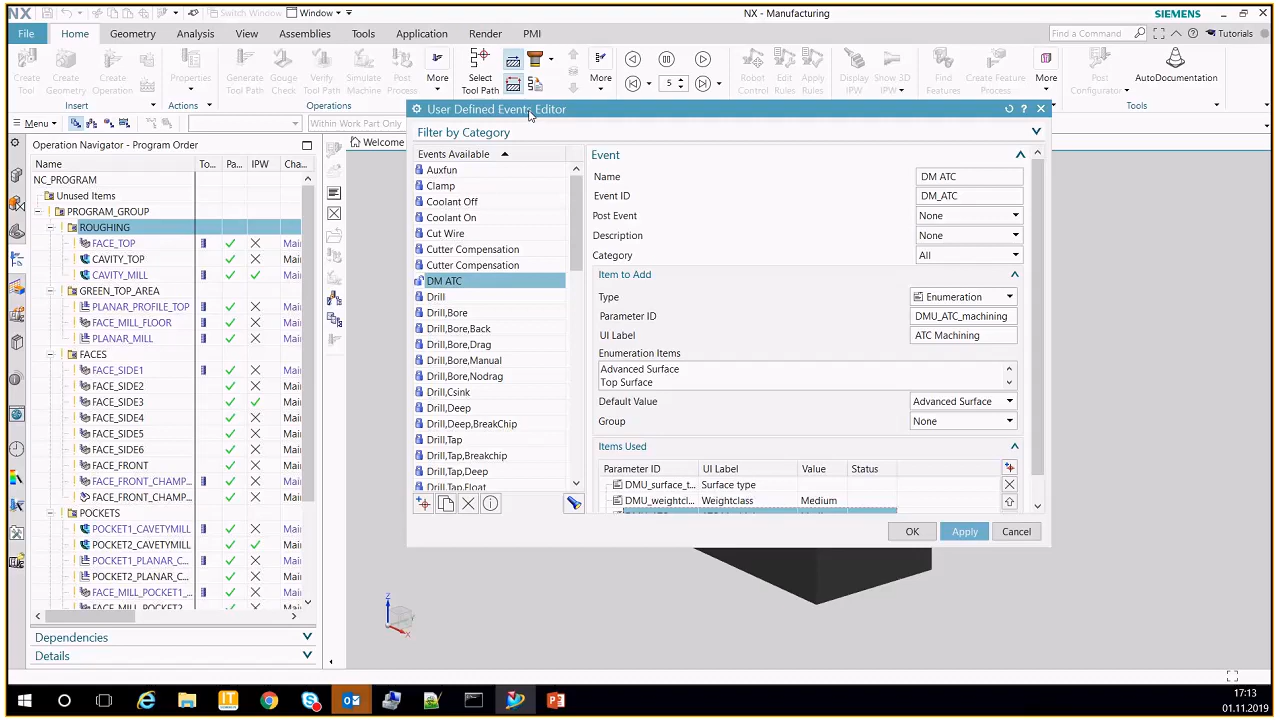 NX
Switch Window
Window
NX - Manufacturing
SIEMENS
File
Home
Geometry
Analysis
View
Tools
Assemblies
Tools
Application
Render
PMI
Find a Command
Tutorials
Create Tool
Create Geometry
Create Operation
Properties
Generate Tool Path
Gouge Check
Verify Tool Path
Simulate Machine
Post Process
More
Select Tool Path
More
5
Robot Control
Edit Rules
Apply Rules
Display IPW
Show 3D IPW
Find Features
Create Feature Process
More
Post Configurator
AutoDocumentation
Insert
Actions
Operations
Tools
Menu
Within Work Part Only
Operation Navigator - Program Order
Welcome
Name
To...
Pa...
IPW
Cha
NC_PROGRAM
Unused Items
PROGRAM_GROUP
ROUGHING
FACE_TOP
Mai
CAVITY_TOP
Mai
CAVITY_MILL
Mai
GREEN_TOP_AREA
PLANAR_PROFILE_TOP
Mai
FACE_MILL_FLOOR
Mai
PLANAR_MILL
Mai
FACES
FACE_SIDE1
Mai
FACE_SIDE2
Mai
FACE_SIDE3
Mai
FACE_SIDE4
Mai
FACE_SIDE5
Mai
FACE_SIDE6
Mai
FACE_FRONT
Mai
FACE_FRONT_CHAMP...
Mai
FACE_FRONT_CHAMP...
Mai
POCKETS
POCKET1_CAVETYMILL
Mai
POCKET2_CAVETYMILL
Mai
POCKET1_PLANAR_C...
Mai
POCKET2_PLANAR_C...
Mai
FACE_MILL_POCKET1_...
Mai
FACE_MILL_POCKET2
Mai
Dependencies
Details
User Defined Events Editor
Filter by Category
Events Available
Auxfun
Clamp
Coolant Off
Coolant On
Cut Wire
Cutter Compensation
Cutter Compensation
DM ATC
Drill
Drill,Bore
Drill,Bore,Back
Drill,Bore,Drag
Drill,Bore,Manual
Drill,Bore,Nodrag
Drill,Csink
Drill,Deep
Drill,Deep,BreakChip
Drill,Tap
Drill,Tap,Breakchip
Drill,Tap,Deep
Drill,Tap,Float
Event
Name
DM ATC
Event ID
DM_ATC
Post Event
None
Description
None
Category
All
Item to Add
Type
Enumeration
Parameter ID
DMU_ATC_machining
UI Label
ATC Machining
Enumeration Items
Advanced Surface
Top Surface
Default Value
Advanced Surface
Group
None
Items Used
Parameter ID
UI Label
Value
Status
DMU_surface_t...
Surface type
DMU_weightcl...
Weightclass
Medium
OK
Apply
Cancel
Z
X
17:13
01.11.2019